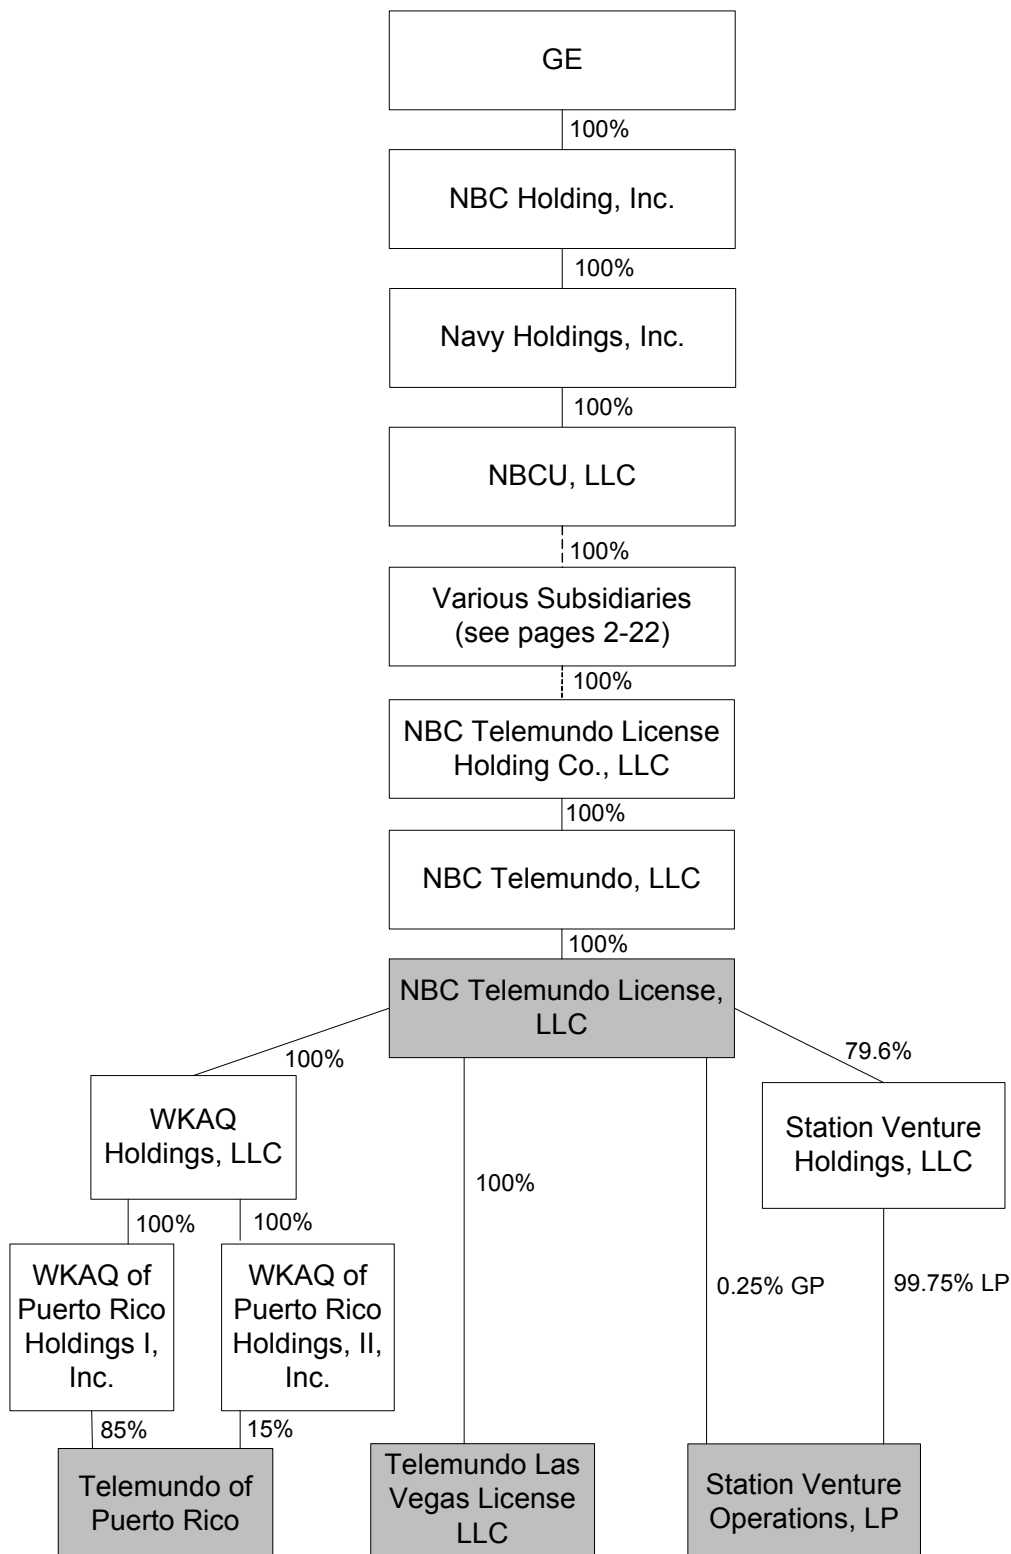 GE
100%
NBC Holding, Inc.
100%
Navy Holdings, Inc.
100%
NBCU, LLC
100%
Various Subsidiaries
(see pages 2-22)
100%
NBC Telemundo License
Holding Co., LLC
100%
NBC Telemundo, LLC
100%
NBC Telemundo License,
LLC
100%
79.6%
WKAQ
Holdings, LLC
Station Venture
Holdings, LLC
100%
100%
100%
WKAQ of
Puerto Rico
Holdings I,
Inc.
WKAQ of
Puerto Rico
Holdings, II,
Inc.
0.25% GP
99.75% LP
85%
15%
Telemundo of
Puerto Rico
Telemundo Las
Vegas License
LLC
Station Venture
Operations, LP